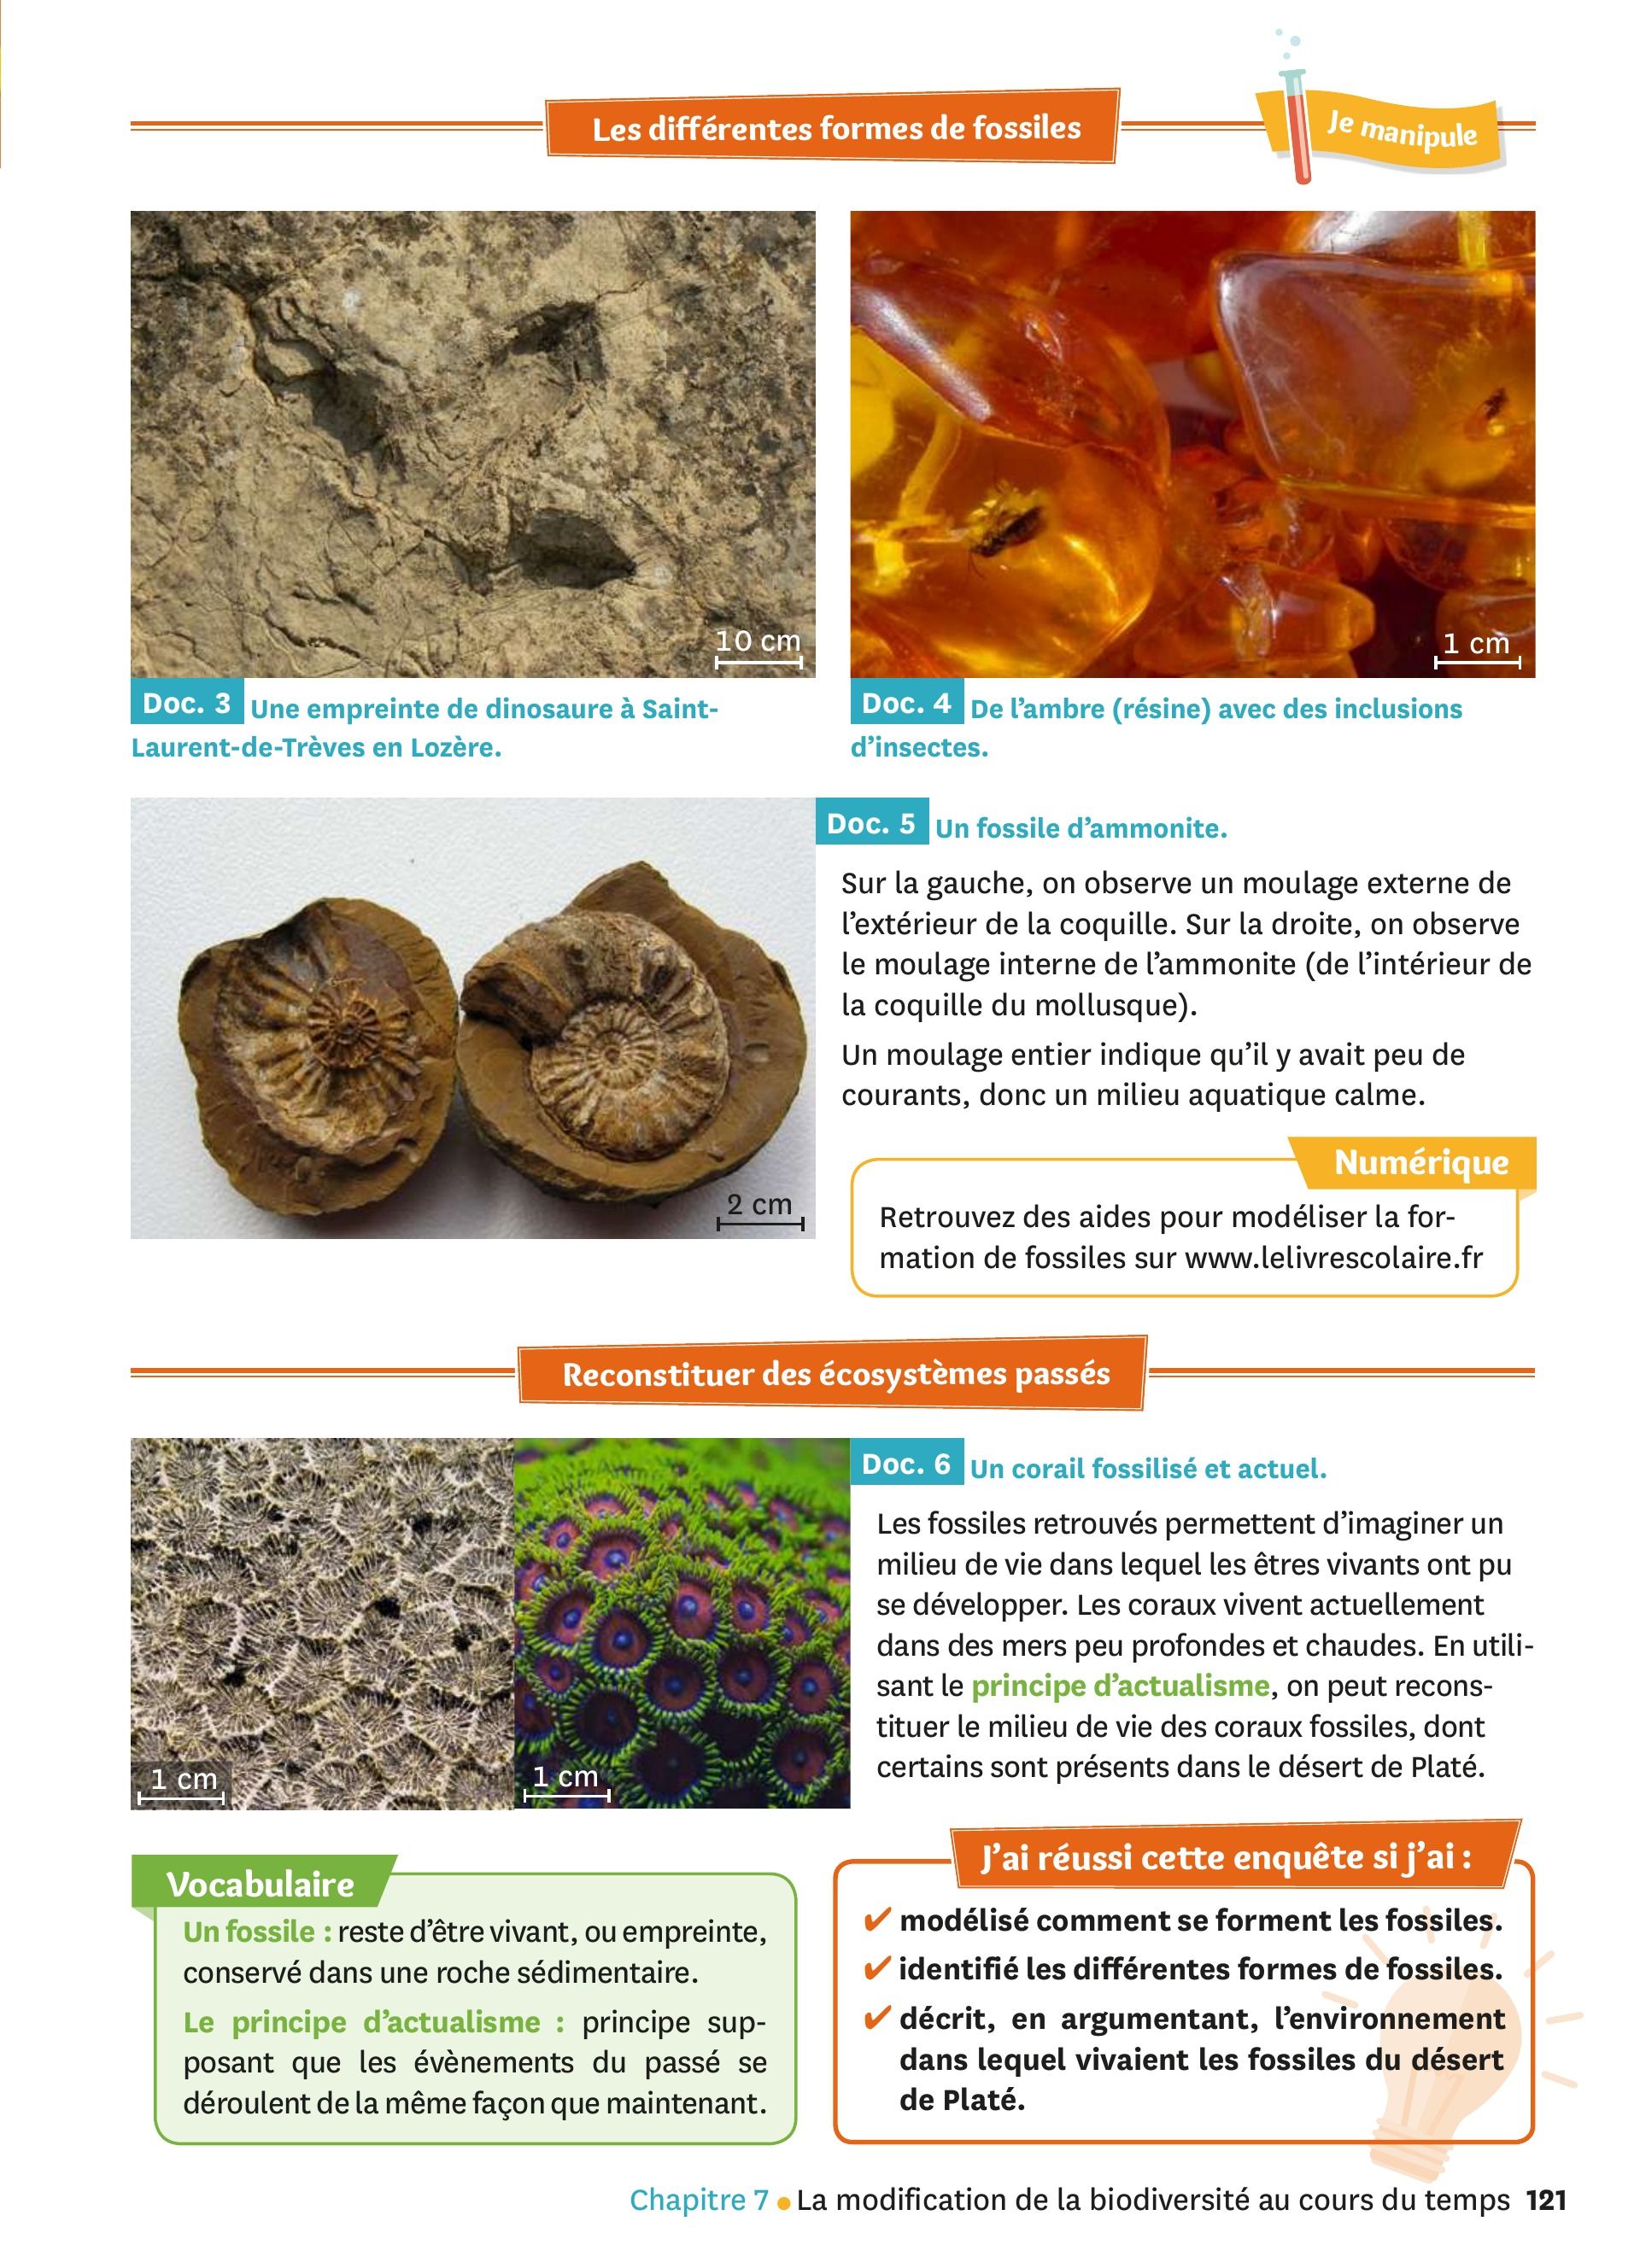 Les différentes formes de fossiles
Je manipule
10 cm
1 cm
Doc. 3 Une empreinte de dinosaure à Saint-
Laurent-de-Trèves en Lozère.
Doc. 4 De l'ambre (résine) avec des inclusions
d'insectes.
2 cm
Doc. 5 Un fossile d'ammonite.
Sur la gauche, on observe un moulage externe de
l'extérieur de la coquille. Sur la droite, on observe
le moulage interne de l'ammonite (de l'intérieur de
la coquille du mollusque).
Un moulage entier indique qu'il y avait peu de
courants, donc un milieu aquatique calme.
Numérique
Retrouvez des aides pour modéliser la for-
mation de fossiles sur www.lelivrescolaire.fr
Reconstituer des écosystèmes passés
1 cm
1 cm
Doc. 6 Un corail fossilisé et actuel.
Les fossiles retrouvés permettent d'imaginer un
milieu de vie dans lequel les êtres vivants ont pu
se développer. Les coraux vivent actuellement
dans des mers peu profondes et chaudes. En utili-
sant le principe d'actualisme, on peut recons-
tituer le milieu de vie des coraux fossiles, dont
certains sont présents dans le désert de Platé.
Vocabulaire
Un fossile : reste d'être vivant, ou empreinte,
conservé dans une roche sédimentaire.
Le principe d'actualisme : principe sup-
posant que les évènements du passé se
déroulent de la même façon que maintenant.
J'ai réussi cette enquête si j'ai :
✔ modélisé comment se forment les fossiles.
✔ identifié les différentes formes de fossiles.
✔ décrit, en argumentant, l'environnement
dans lequel vivaient les fossiles du désert
de Platé.
Chapitre 7 • La modification de la biodiversité au cours du temps 121